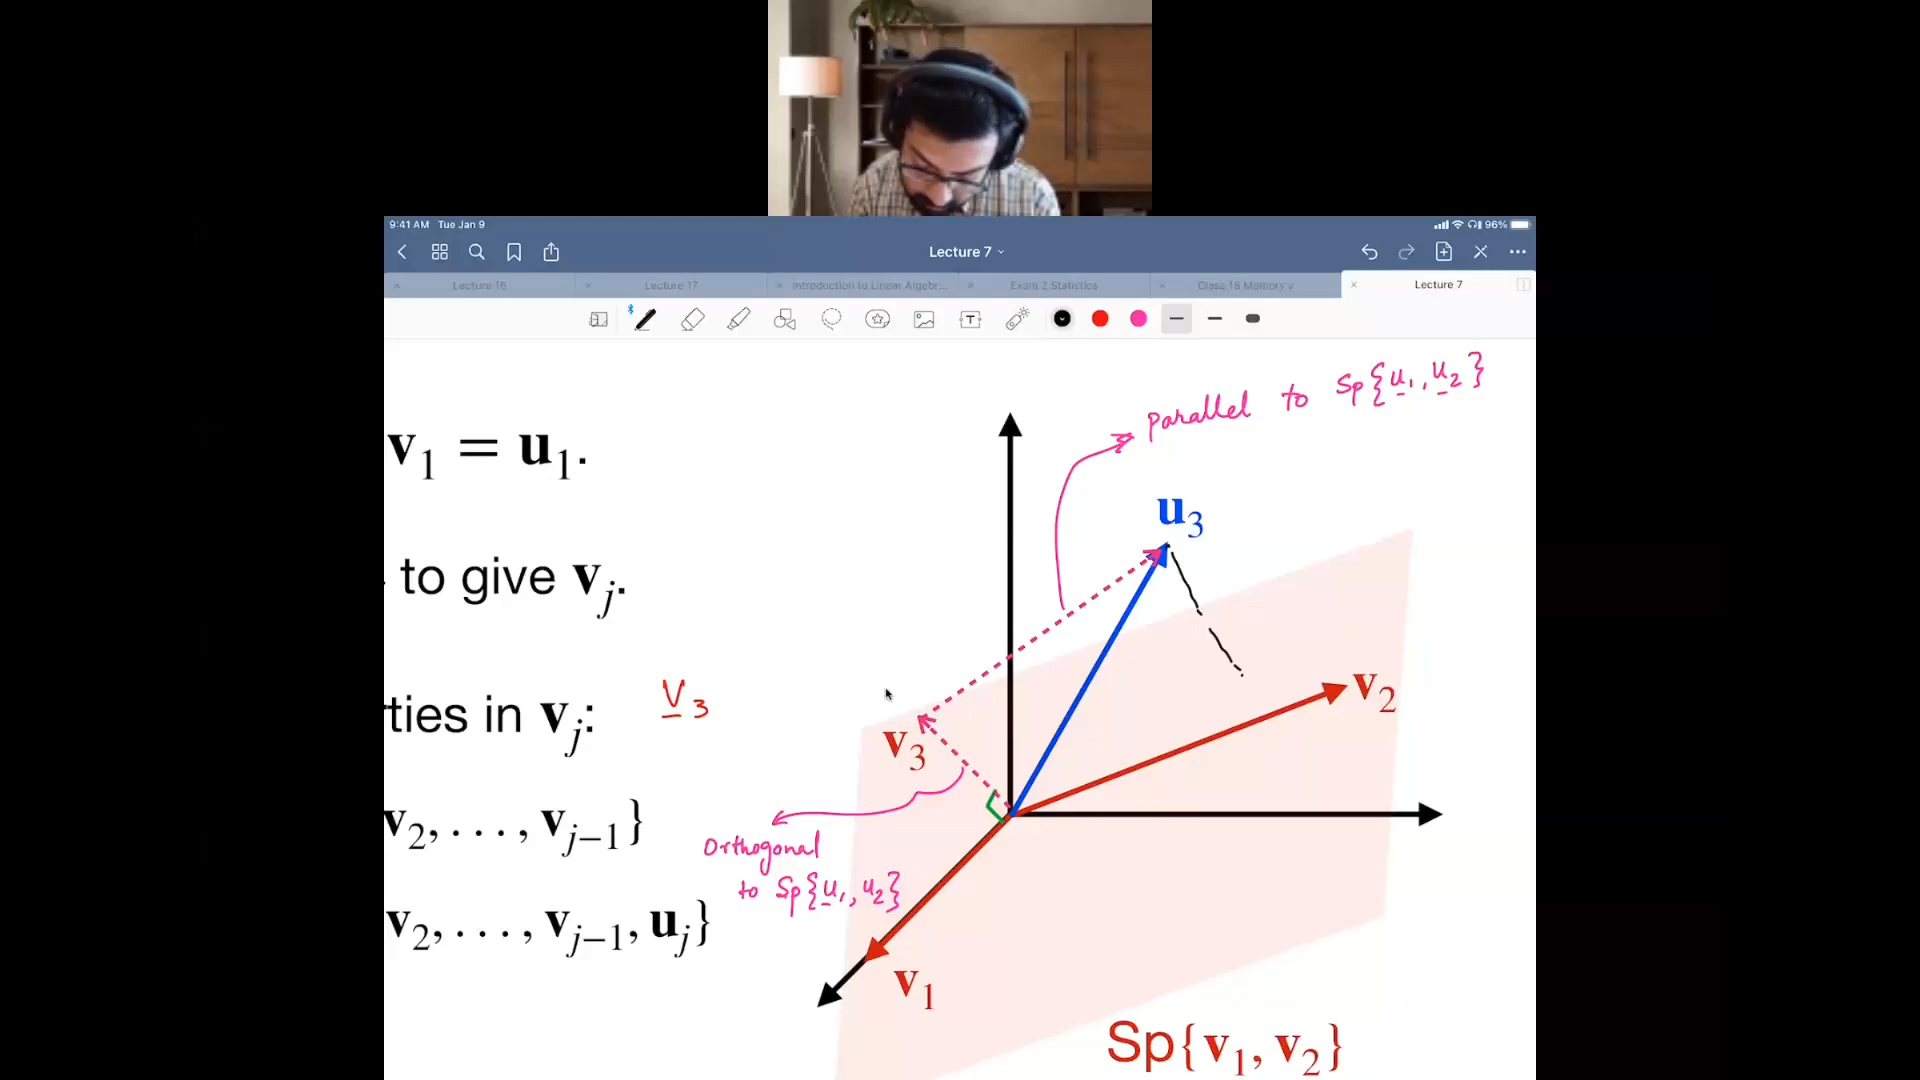 9:41 AM Tue Jan 9
96%
Lecture 7
Lecture 16
Lecture 17
Introduction to Linear Algebr...
Exam 2 Statistics
Class 18 Memory v
Lecture 7
parallel to Sp{u₁, u₂}
v₁ = u₁.
u₃
to give vⱼ.
v₂
ties in vⱼ: v₃
v₃
v₂, . . . , vⱼ₋₁}
Orthogonal
to Sp{u₁, u₂}
v₂, . . . , vⱼ₋₁, uⱼ}
v₁
Sp{v₁, v₂}